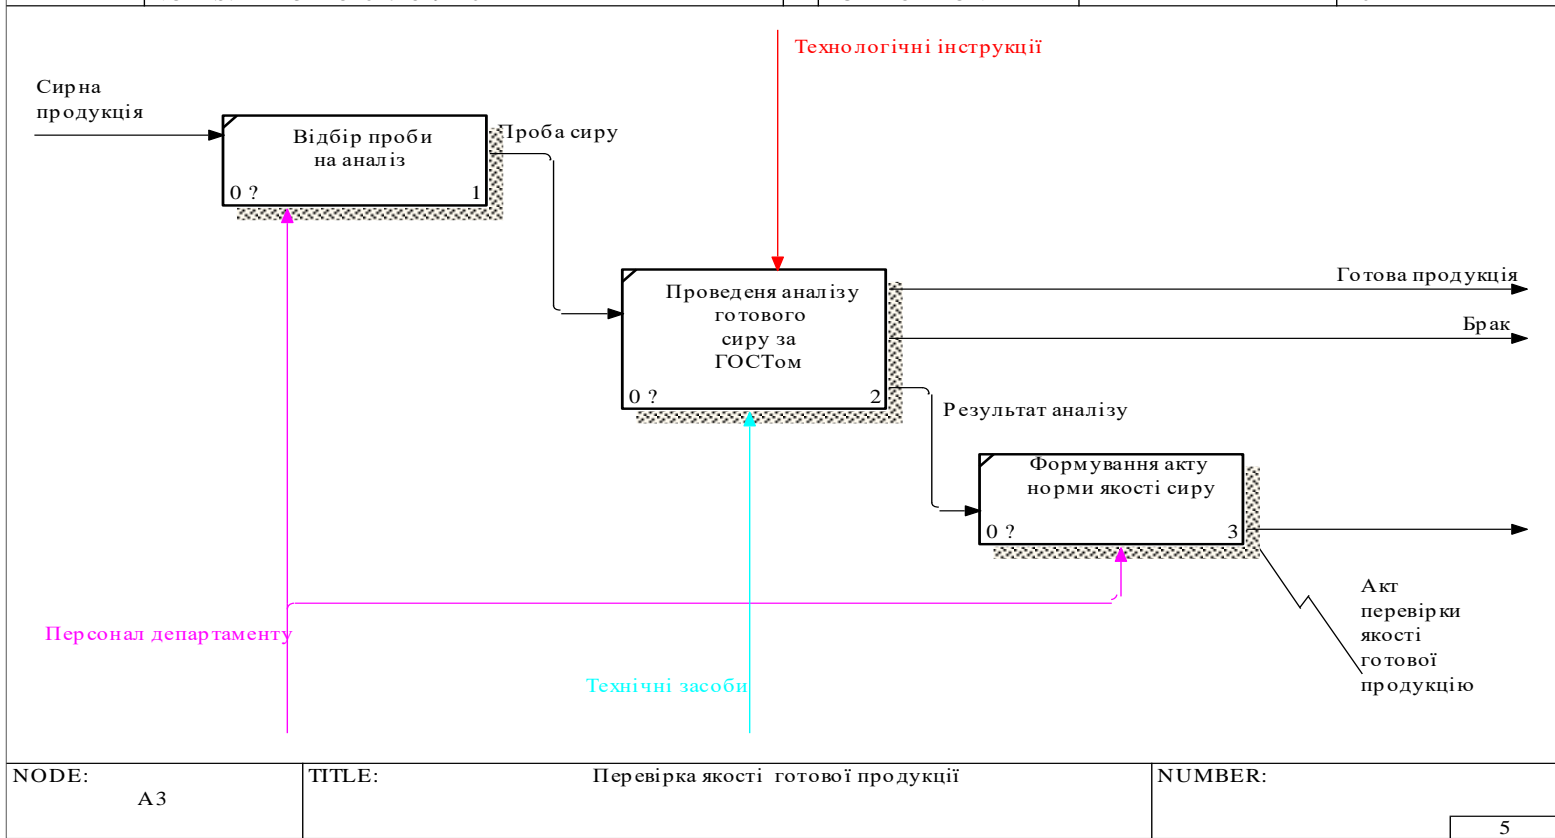 Технологічні інструкції
Сирна
продукція
Відбір проби
на аналіз
0 ?
1
Проба сиру
Проведеня аналізу
готового
сиру за
ГОСТом
0 ?
2
Готова продукція
Брак
Результат аналізу
Формування акту
норми якості сиру
0 ?
3
Акт
перевірки
якості
готової
продукцію
Персонал департаменту
Технічні засоби
NODE:
A3
TITLE:
Перевірка якості готової продукції
NUMBER:
5